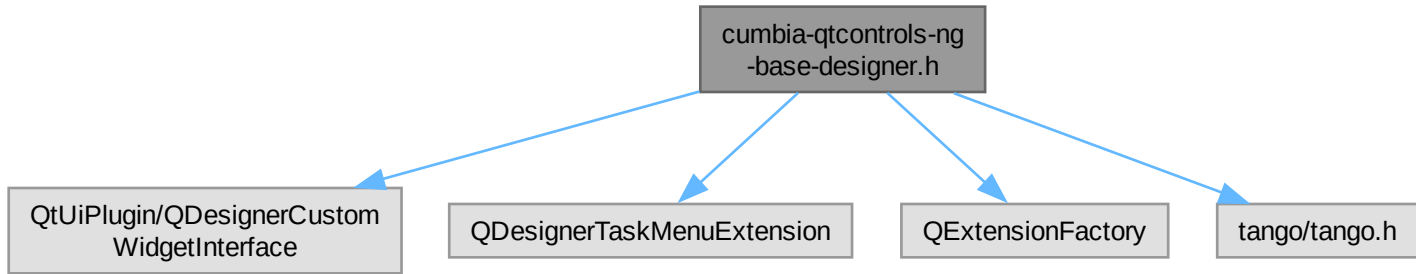 cumbia-qtcontrols-ng
-base-designer.h
QtUiPlugin/QDesignerCustom
WidgetInterface
QDesignerTaskMenuExtension
QExtensionFactory
tango/tango.h